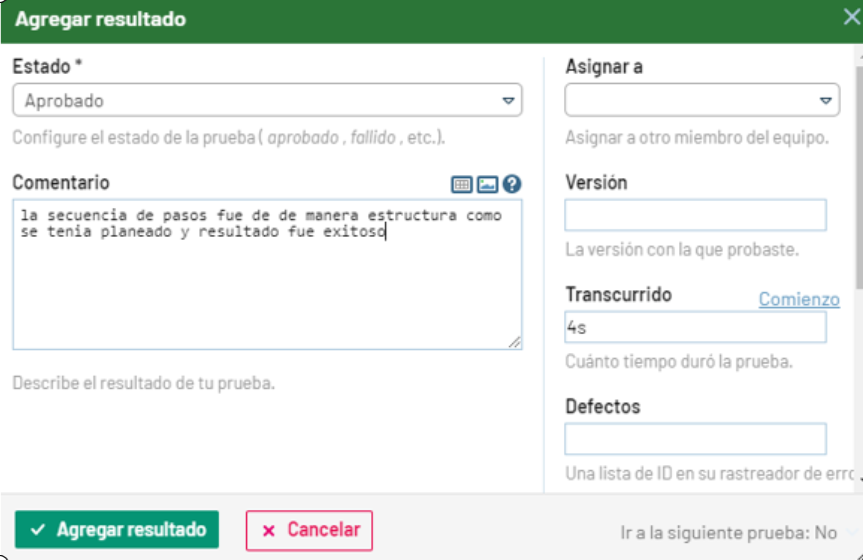 Agregar resultado
Estado *
Aprobado
Configure el estado de la prueba ( aprobado , fallido , etc.).
Comentario
la secuencia de pasos fue de de manera estructura como
se tenia planeado y resultado fue exitoso
Describe el resultado de tu prueba.
Asignar a
Asignar a otro miembro del equipo.
Versión
La versión con la que probaste.
Transcurrido
Comienzo
4s
Cuánto tiempo duró la prueba.
Defectos
Una lista de ID en su rastreador de erro
Agregar resultado
Cancelar
Ir a la siguiente prueba: No